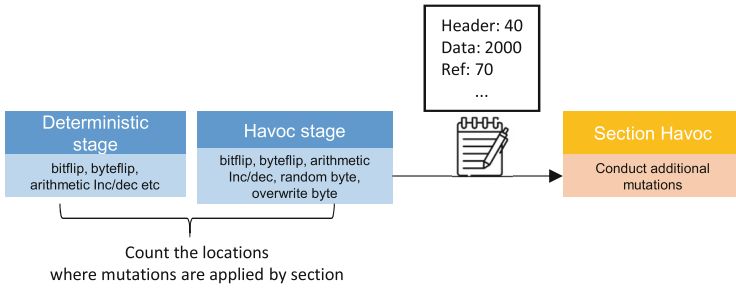 Header: 40
Data: 2000
Ref: 70
...
Deterministic
stage
bitflip, byteflip,
arithmetic Inc/dec etc
Havoc stage
bitflip, byteflip, arithmetic
Inc/dec, random byte,
overwrite byte
Section Havoc
Conduct additional
mutations
Count the locations
where mutations are applied by section